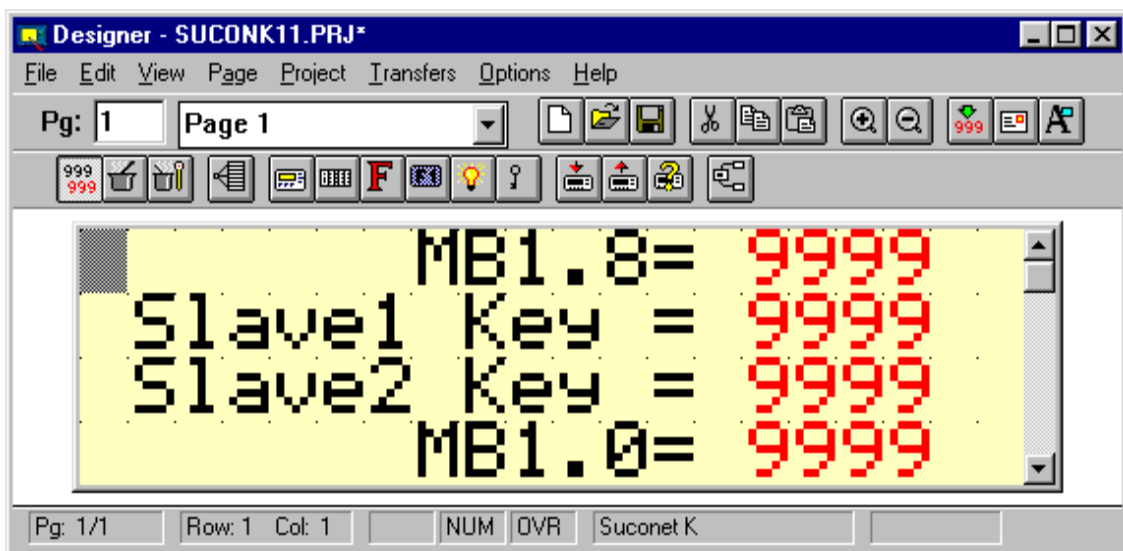 Designer - SUCONK11.PRJ*
File Edit View Page Project Transfers Options Help
Pg: 1 Page 1 999 A
999 999 F F1
MB1.8= 9999
Slave1 Key = 9999
Slave2 Key = 9999
MB1.0= 9999
Pg: 1/1 Row: 1 Col: 1 NUM OVR Suconet K